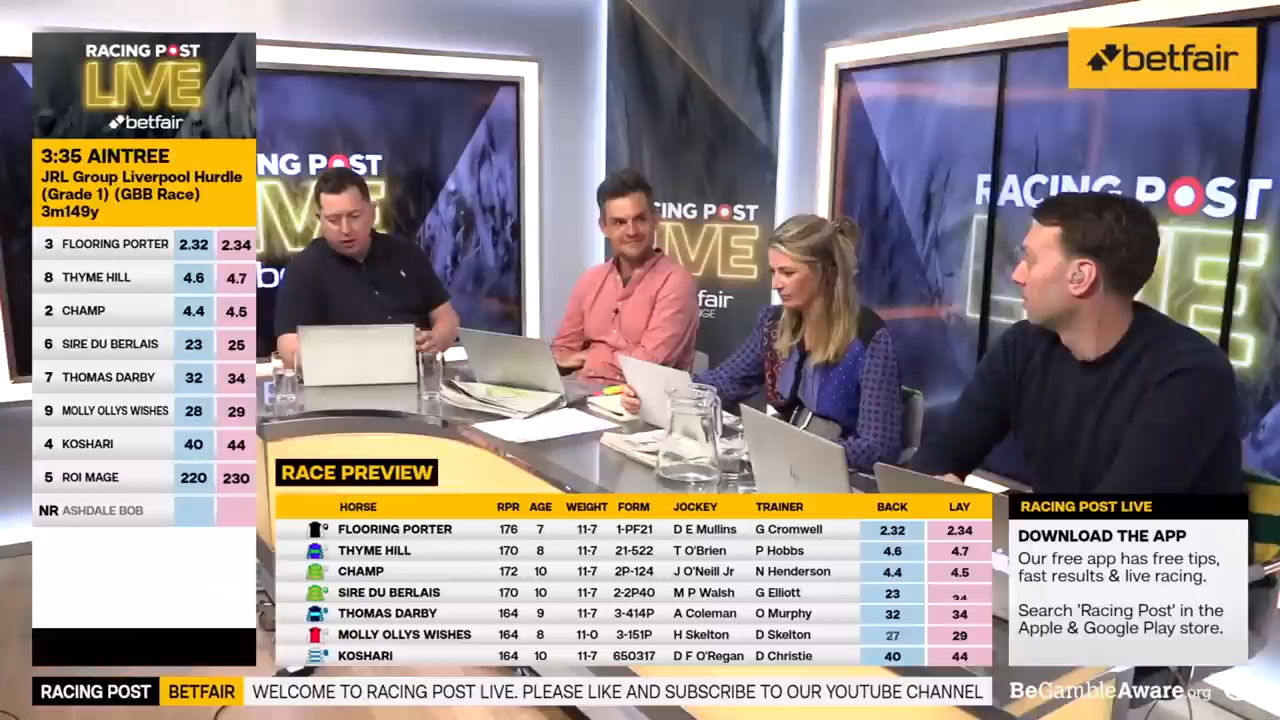 RACING POST
LIVE
betfair
3:35 AINTREE
JRL Group Liverpool Hurdle
(Grade 1) (GBB Race)
3m149y
3 FLOORING PORTER 2.32 2.34
8 THYME HILL 4.6 4.7
2 CHAMP 4.4 4.5
6 SIRE DU BERLAIS 23 25
7 THOMAS DARBY 32 34
9 MOLLY OLLYS WISHES 28 29
4 KOSHARI 40 44
5 ROI MAGE 220 230
NR ASHDALE BOB
betfair
NG POST
IVE
be
ING POST
IVE
fair
NGE
RACING POST
LIVE
RACE PREVIEW
HORSE RPR AGE WEIGHT FORM JOCKEY TRAINER BACK LAY
FLOORING PORTER 176 7 11-7 1-PF21 D E Mullins G Cromwell 2.32 2.34
THYME HILL 170 8 11-7 21-522 T O'Brien P Hobbs 4.6 4.7
CHAMP 172 10 11-7 2P-124 J O'Neill Jr N Henderson 4.4 4.5
SIRE DU BERLAIS 170 10 11-7 2-2P40 M P Walsh G Elliott 23
THOMAS DARBY 164 9 11-7 3-414P A Coleman O Murphy 32 34
MOLLY OLLYS WISHES 164 8 11-0 3-151P H Skelton D Skelton 27 29
KOSHARI 164 10 11-7 650317 D F O'Regan D Christie 40 44
RACING POST LIVE
DOWNLOAD THE APP
Our free app has free tips,
fast results & live racing.
Search 'Racing Post' in the
Apple & Google Play store.
RACING POST BETFAIR WELCOME TO RACING POST LIVE. PLEASE LIKE AND SUBSCRIBE TO OUR YOUTUBE CHANNEL
BeGambleAware.org